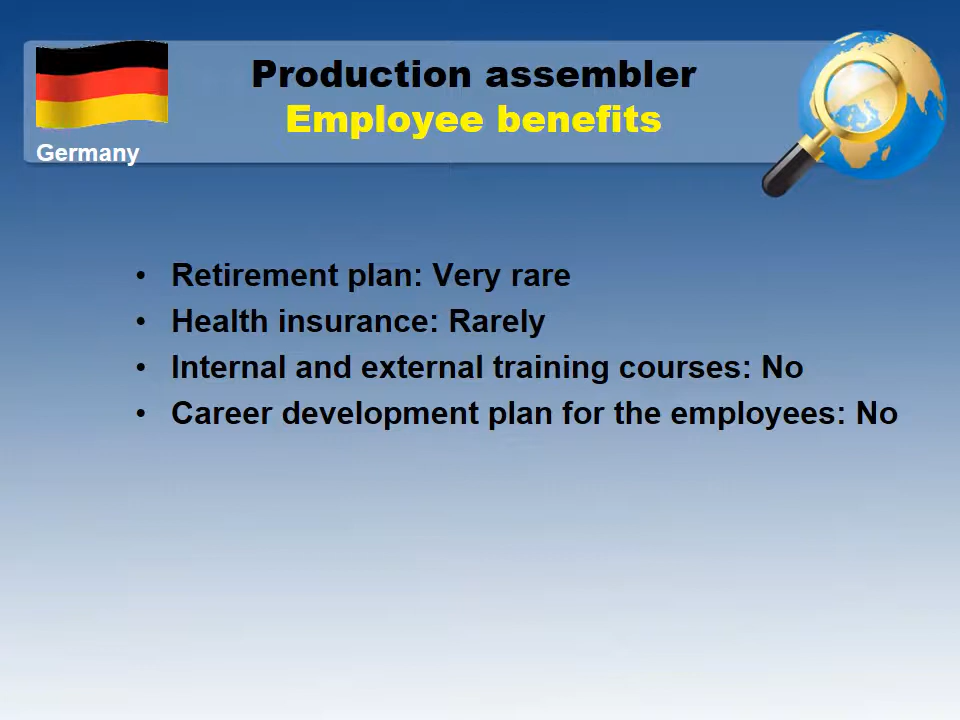 Production assembler
Employee benefits
Germany
• Retirement plan: Very rare
• Health insurance: Rarely
• Internal and external training courses: No
• Career development plan for the employees: No